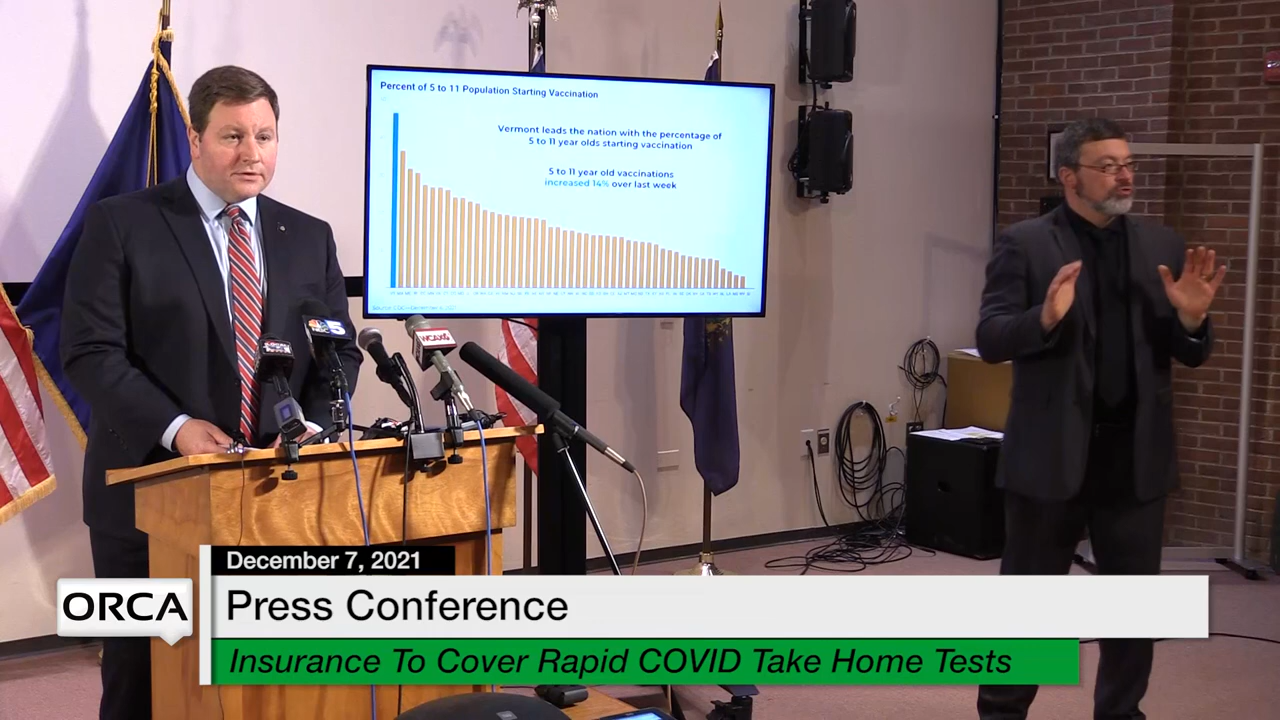 Percent of 5 to 11 Population Starting Vaccination
Vermont leads the nation with the percentage of
5 to 11 year olds starting vaccination
5 to 11 year old vaccinations
increased 14% over last week
NBC 5
WCAX
December 7, 2021
ORCA
Press Conference
Insurance To Cover Rapid COVID Take Home Tests